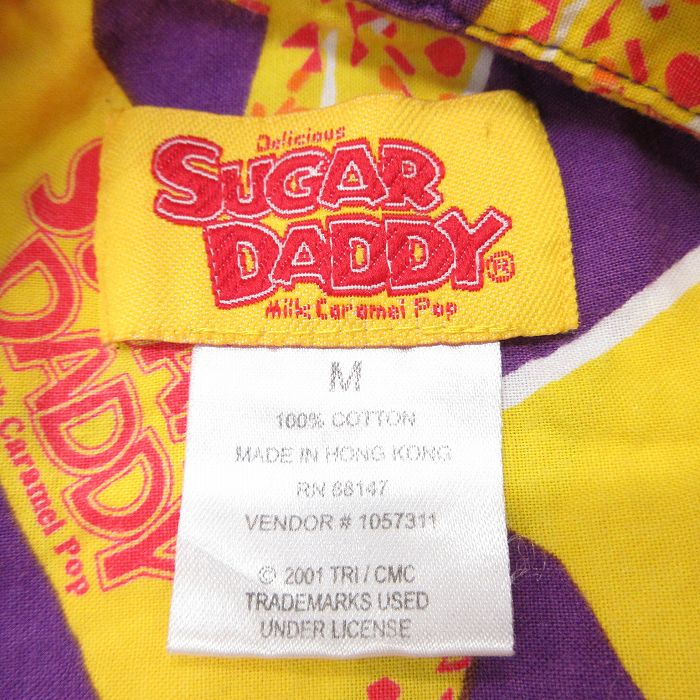 Delicious
SUGAR
DADDY®
Milk Caramel Pop
M
100% COTTON
MADE IN HONG KONG
RN 88147
VENDOR # 1057311
© 2001 TRI / CMC
TRADEMARKS USED
UNDER LICENSE
DADDY
Caramel Pop